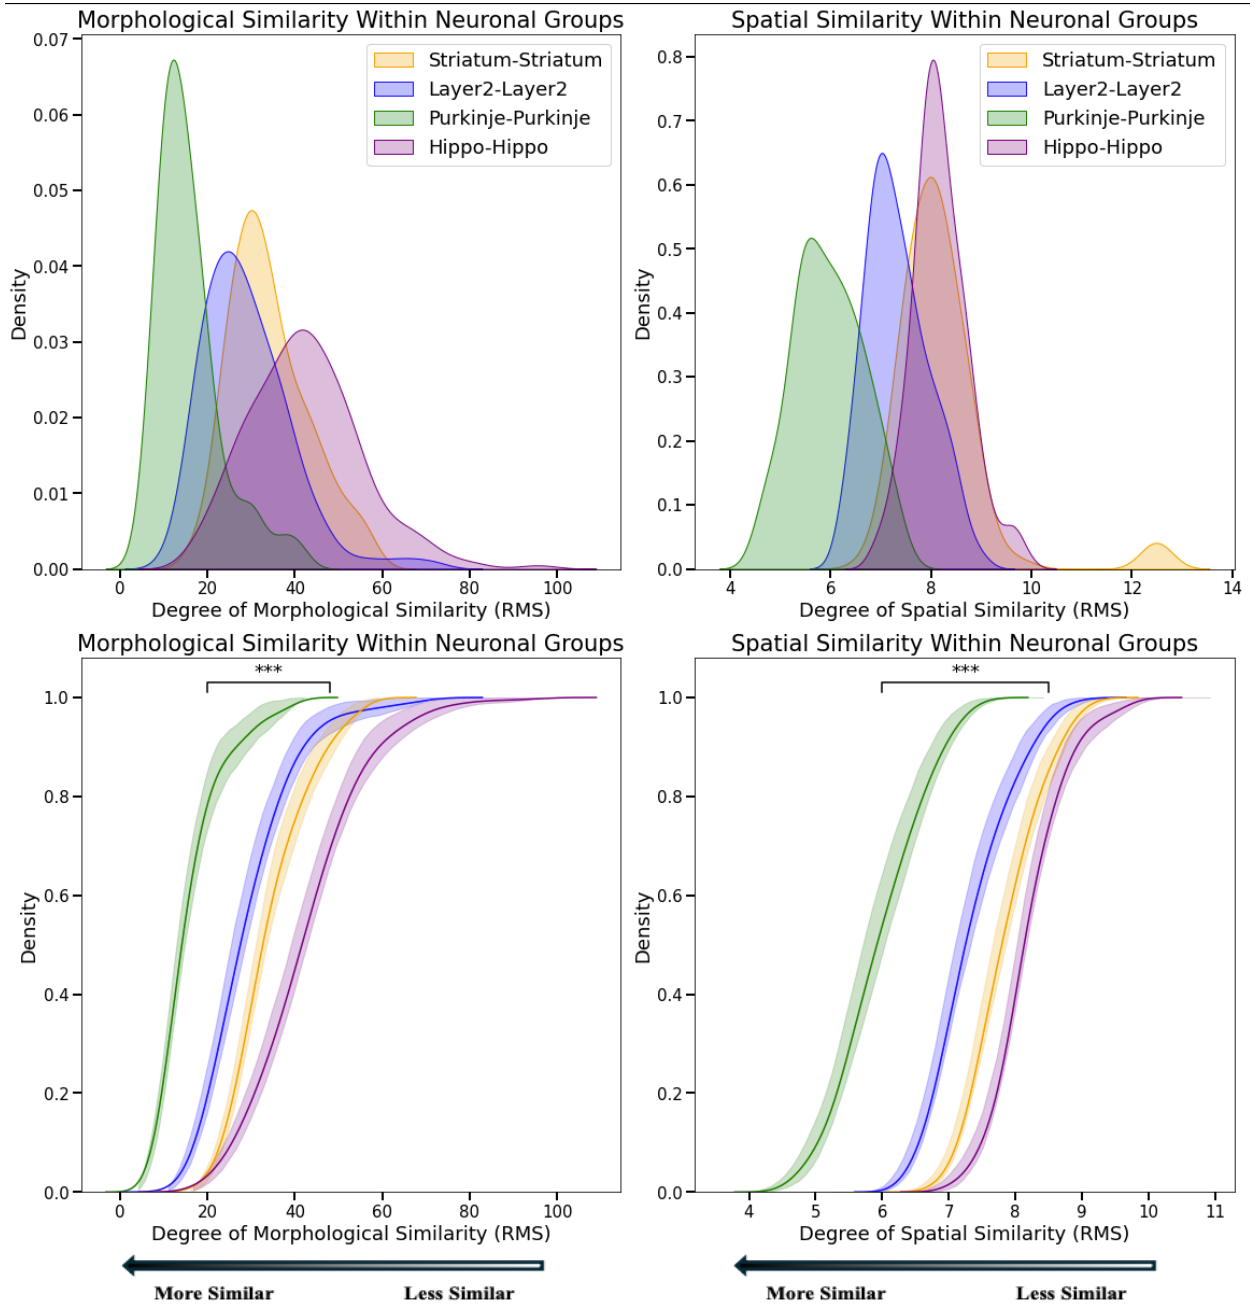 Morphological Similarity Within Neuronal Groups
0.07
0.06
0.05
0.04
0.03
0.02
0.01
0.00
Density
Striatum-Striatum
Layer2-Layer2
Purkinje-Purkinje
Hippo-Hippo
0 20 40 60 80 100
Degree of Morphological Similarity (RMS)
Spatial Similarity Within Neuronal Groups
0.8
0.7
0.6
0.5
0.4
0.3
0.2
0.1
0.0
Density
Striatum-Striatum
Layer2-Layer2
Purkinje-Purkinje
Hippo-Hippo
4 6 8 10 12 14
Degree of Spatial Similarity (RMS)
Morphological Similarity Within Neuronal Groups
***
1.0
0.8
0.6
0.4
0.2
0.0
Density
0 20 40 60 80 100
Degree of Morphological Similarity (RMS)
More Similar Less Similar
Spatial Similarity Within Neuronal Groups
***
1.0
0.8
0.6
0.4
0.2
0.0
Density
4 5 6 7 8 9 10 11
Degree of Spatial Similarity (RMS)
More Similar Less Similar